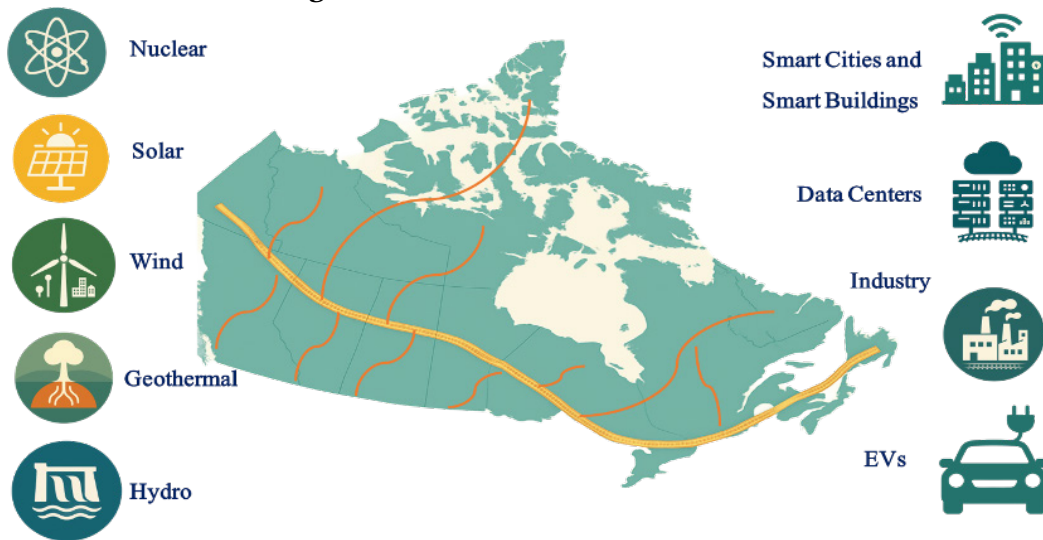 Nuclear
Solar
Wind
Geothermal
Hydro
Smart Cities and
Smart Buildings
Data Centers
Industry
EVs